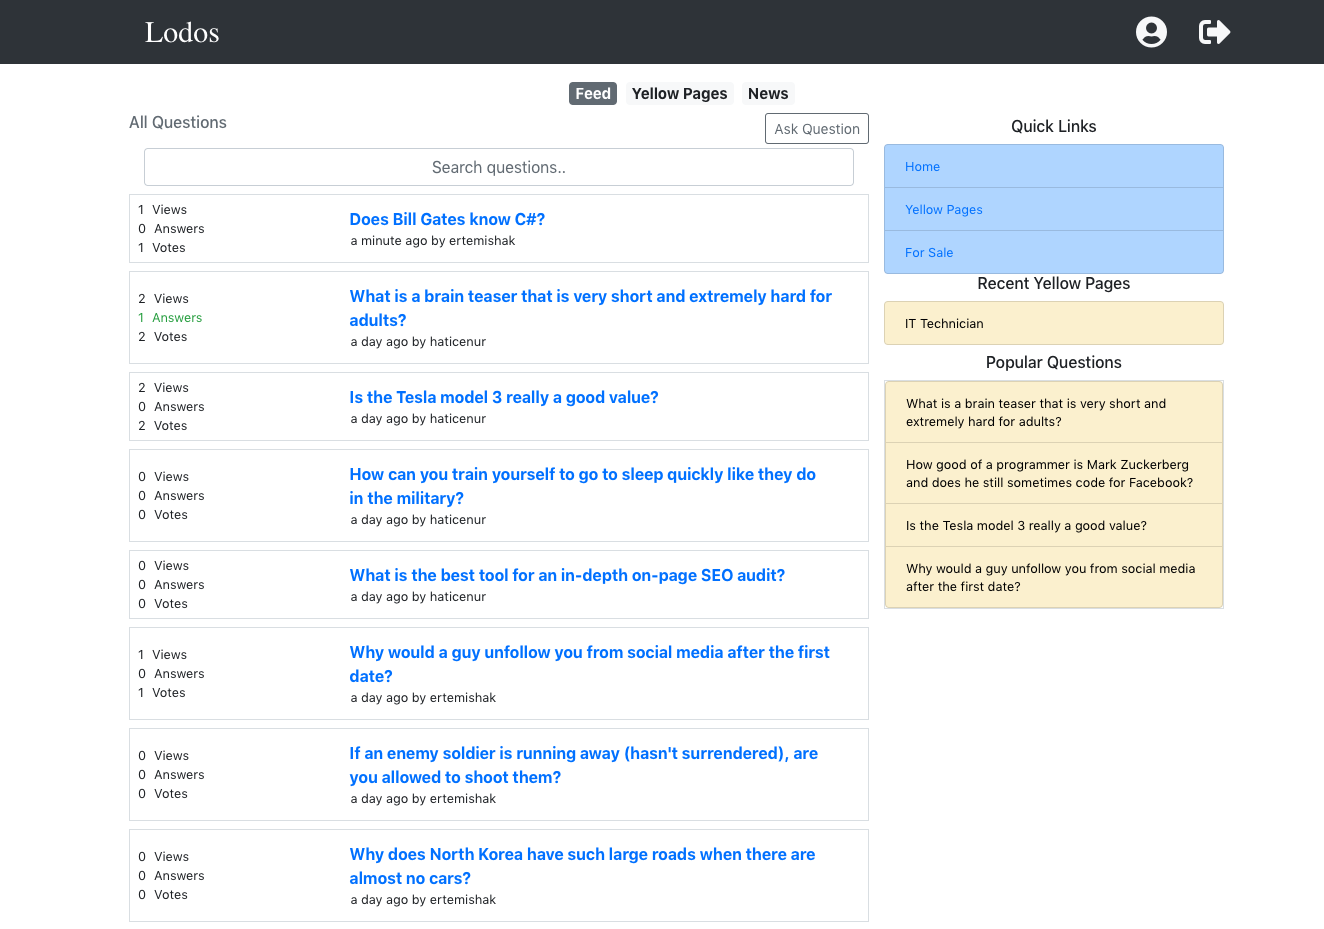 Lodos
Feed Yellow Pages News
All Questions
Ask Question
Search questions..
1 Views
0 Answers
1 Votes
Does Bill Gates know C#?
a minute ago by ertemishak
2 Views
1 Answers
2 Votes
What is a brain teaser that is very short and extremely hard for
adults?
a day ago by haticenur
2 Views
0 Answers
2 Votes
Is the Tesla model 3 really a good value?
a day ago by haticenur
0 Views
0 Answers
0 Votes
How can you train yourself to go to sleep quickly like they do
in the military?
a day ago by haticenur
0 Views
0 Answers
0 Votes
What is the best tool for an in-depth on-page SEO audit?
a day ago by haticenur
1 Views
0 Answers
1 Votes
Why would a guy unfollow you from social media after the first
date?
a day ago by ertemishak
0 Views
0 Answers
0 Votes
If an enemy soldier is running away (hasn't surrendered), are
you allowed to shoot them?
a day ago by ertemishak
0 Views
0 Answers
0 Votes
Why does North Korea have such large roads when there are
almost no cars?
a day ago by ertemishak
Quick Links
Home
Yellow Pages
For Sale
Recent Yellow Pages
IT Technician
Popular Questions
What is a brain teaser that is very short and
extremely hard for adults?
How good of a programmer is Mark Zuckerberg
and does he still sometimes code for Facebook?
Is the Tesla model 3 really a good value?
Why would a guy unfollow you from social media
after the first date?